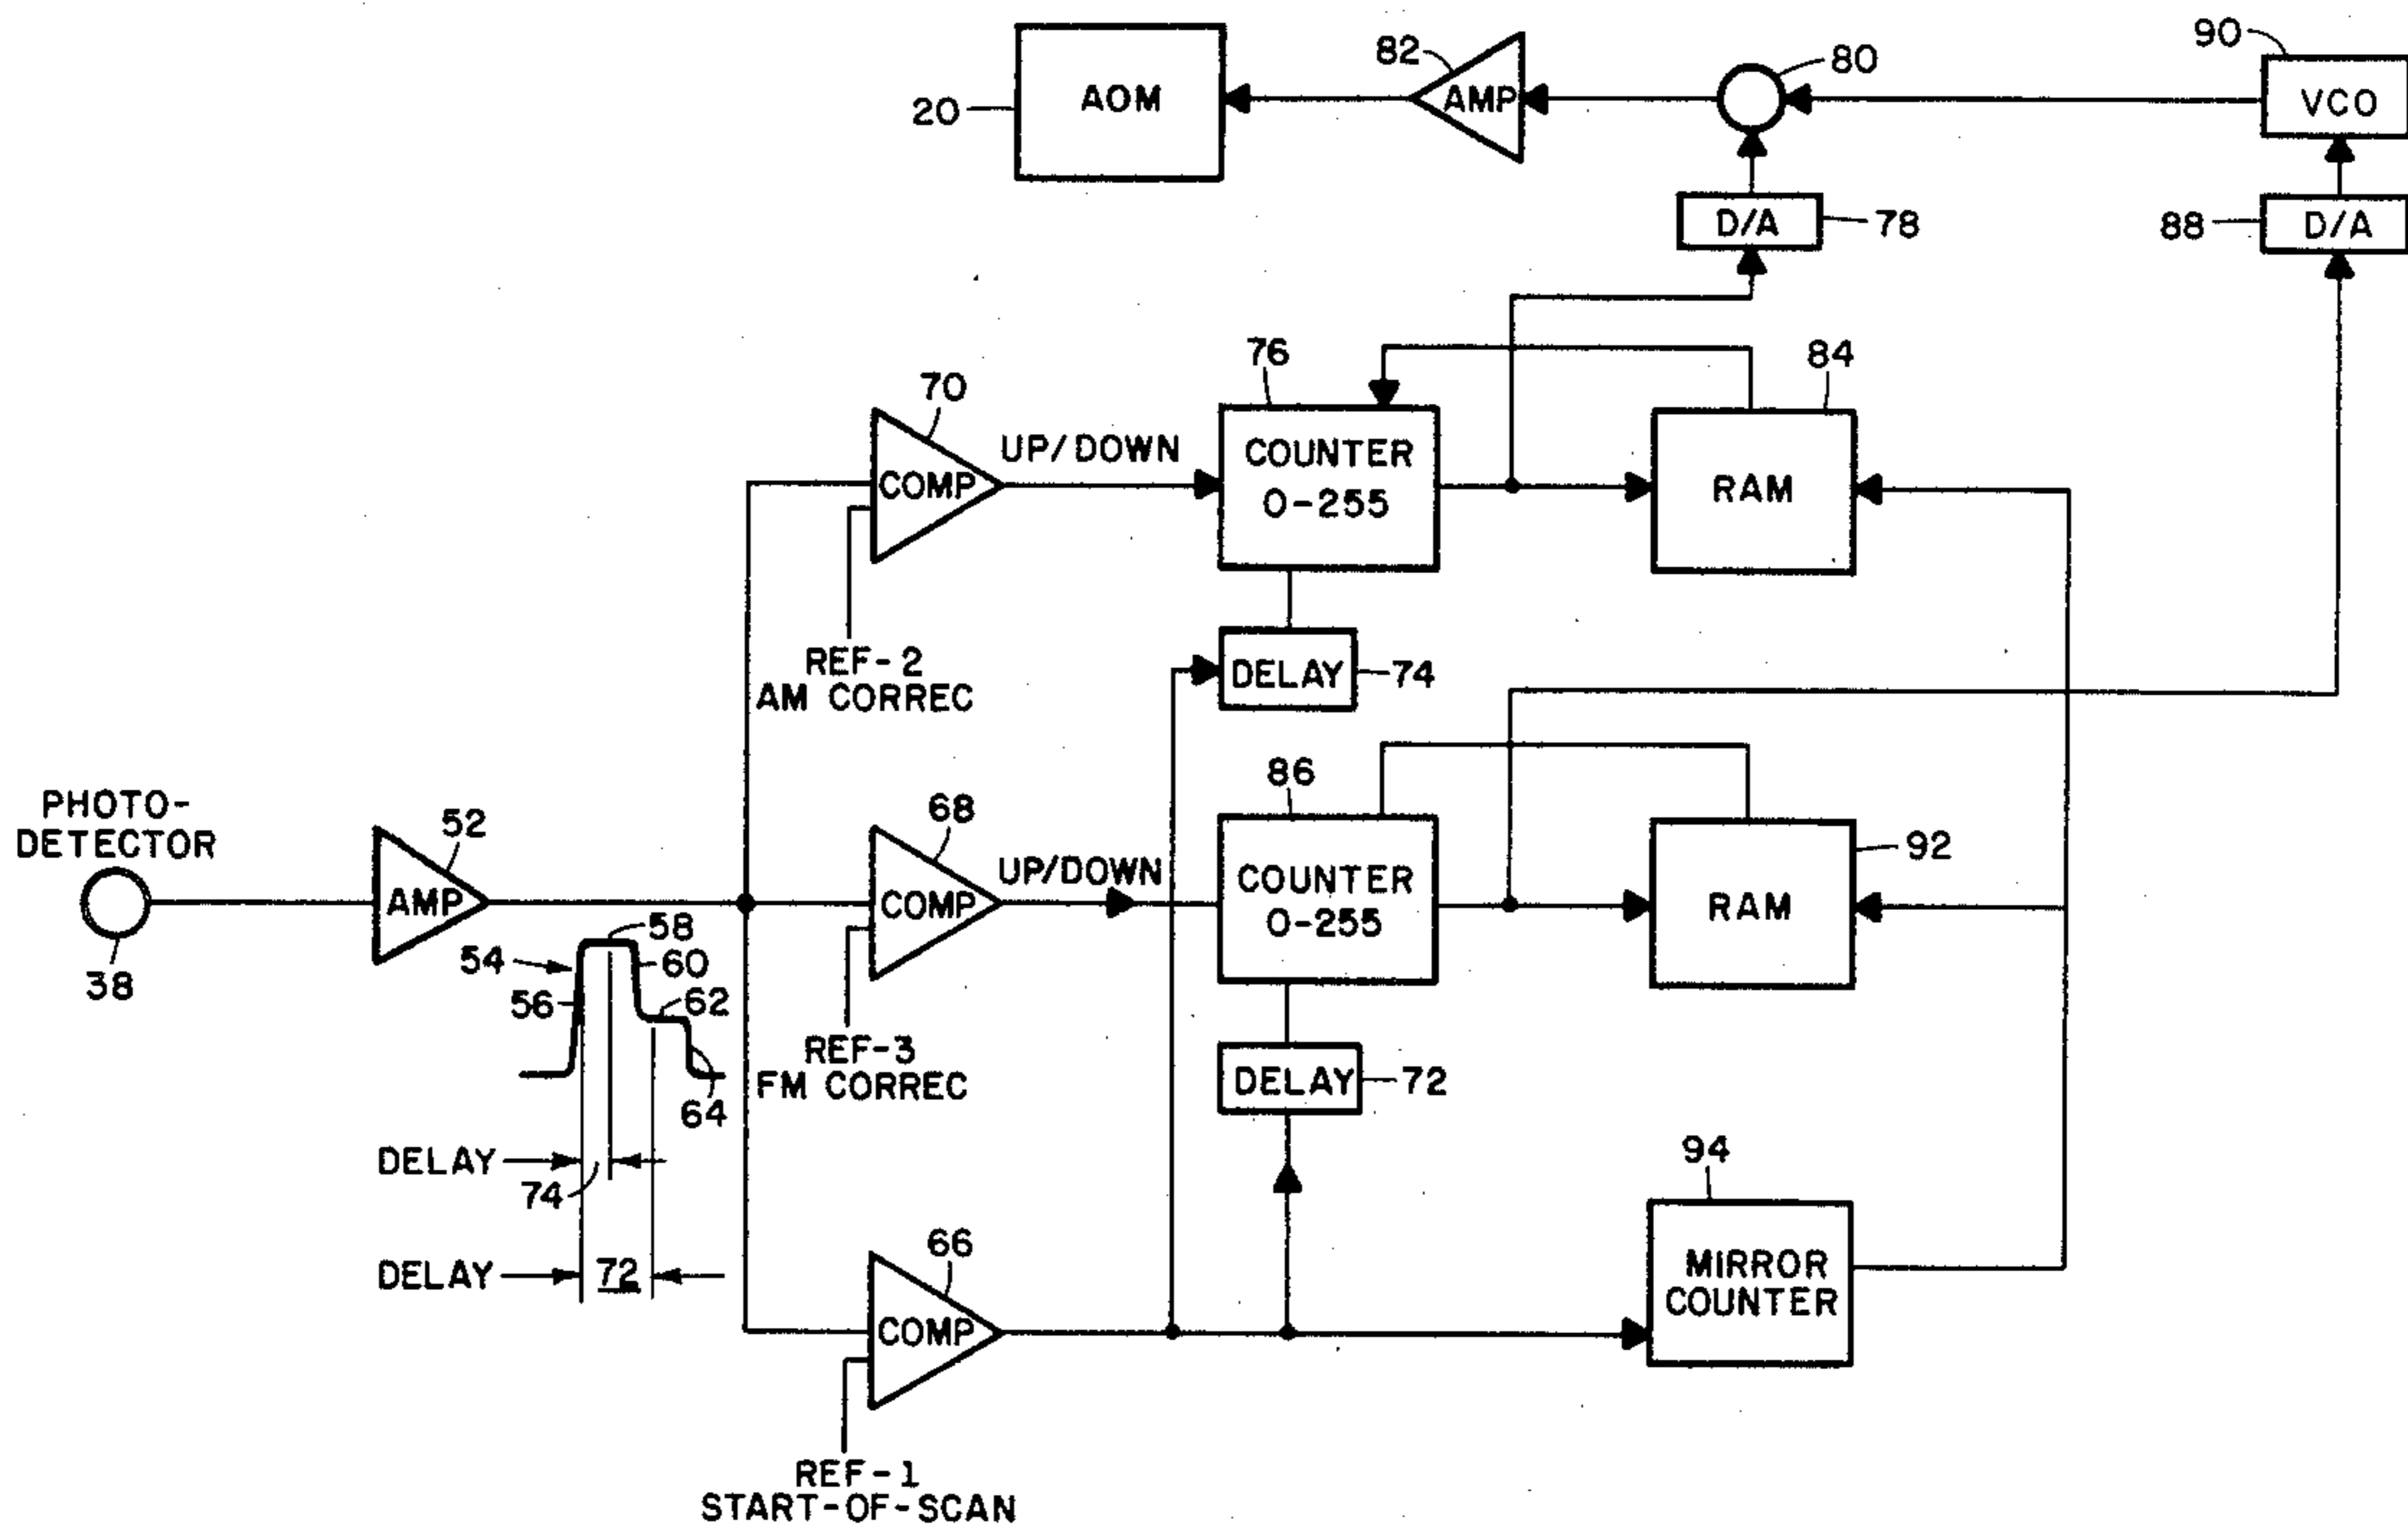 90
82
80
AOM
AMP
VCO
20
D/A
78
88
D/A
76
84
70
UP/DOWN
COUNTER
0-255
COMP
RAM
REF-2
AM CORREC
DELAY
74
86
PHOTO-
DETECTOR
52
68
UP/DOWN
92
COUNTER
0-255
AMP
COMP
RAM
58
54
60
38
56
62
REF-3
FM CORREC
DELAY
72
64
94
DELAY
74
66
DELAY
72
MIRROR
COUNTER
COMP
REF-1
START-OF-SCAN